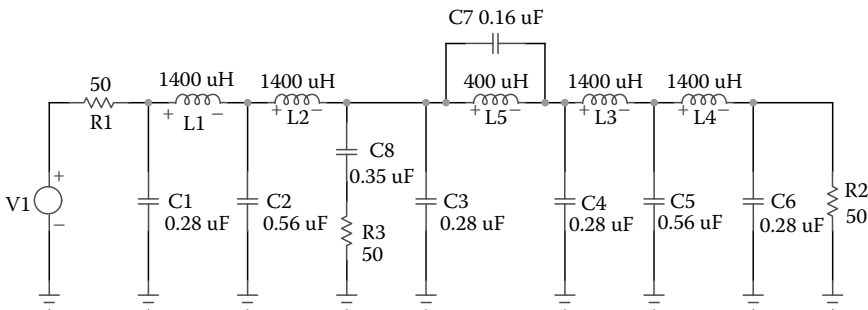 C7 0.16 uF
50
1400 uH
1400 uH
400 uH
1400 uH
1400 uH
R1
+ L1 −
+ L2 −
+ L5 −
+ L3 −
+ L4 −
C8
0.35 uF
V1
+
−
C1
0.28 uF
C2
0.56 uF
R3
50
C3
0.28 uF
C4
0.28 uF
C5
0.56 uF
C6
0.28 uF
R2
50